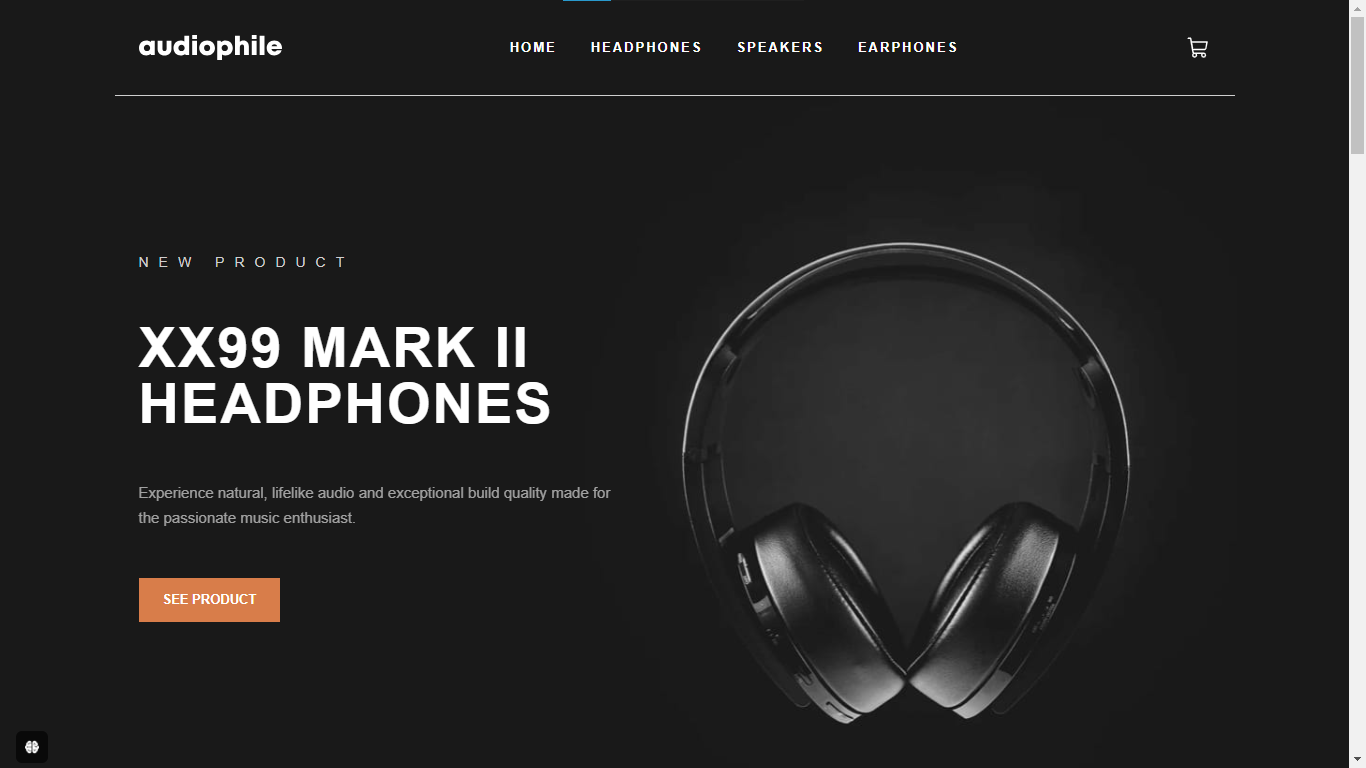 audiophile
HOME HEADPHONES SPEAKERS EARPHONES
NEW PRODUCT
XX99 MARK II
HEADPHONES
Experience natural, lifelike audio and exceptional build quality made for
the passionate music enthusiast.
SEE PRODUCT